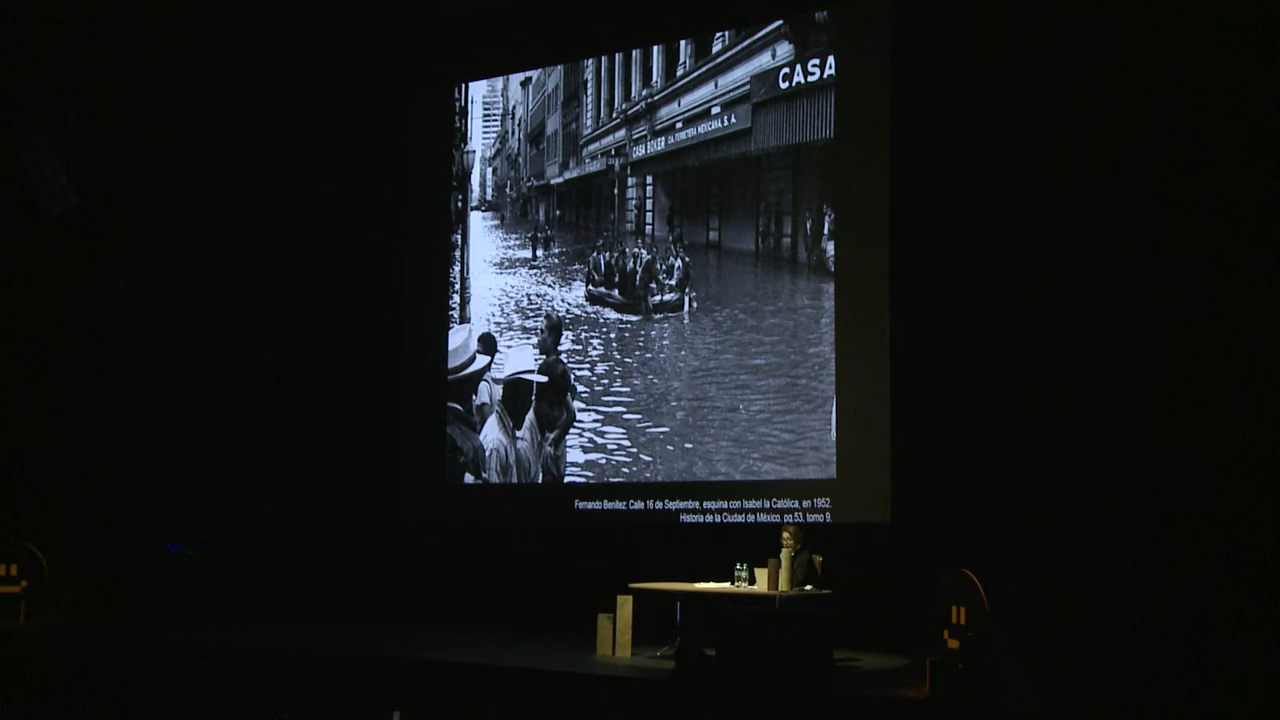 CASA
CASA BOKER CIA. FERRETERA MEXICANA, S. A.
Fernando Benítez: Calle 16 de Septiembre, esquina con Isabel la Católica, en 1952.
Historia de la Ciudad de México. pg.53, tomo 9.